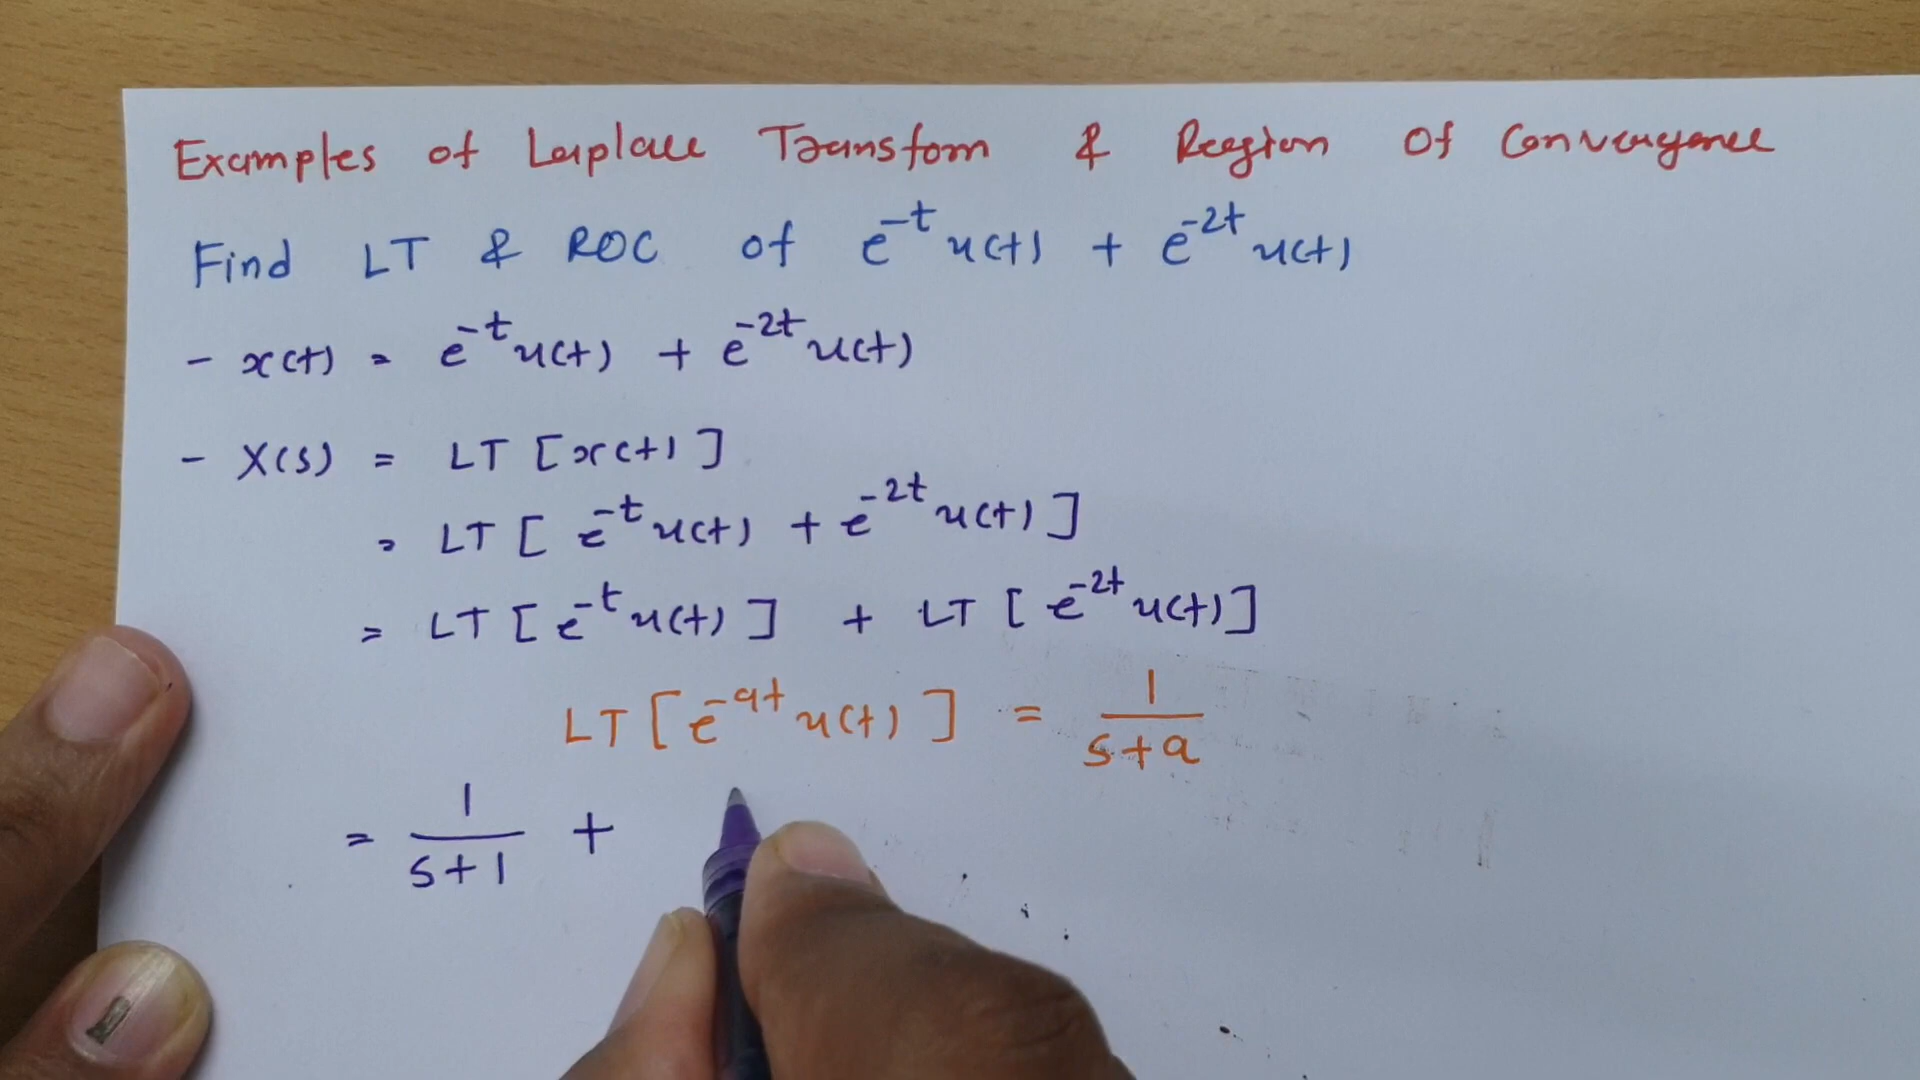 Examples of Laplace Transform & Region Of Convergence
Find LT & ROC of e^-t u(t) + e^-2t u(t)
- x(t) = e^-t u(t) + e^-2t u(t)
- X(s) = LT [x(t)]
= LT [ e^-t u(t) + e^-2t u(t) ]
= LT [ e^-t u(t) ] + LT [ e^-2t u(t) ]
LT [ e^-at u(t) ] = 1/(s+a)
= 1/(s+1) +